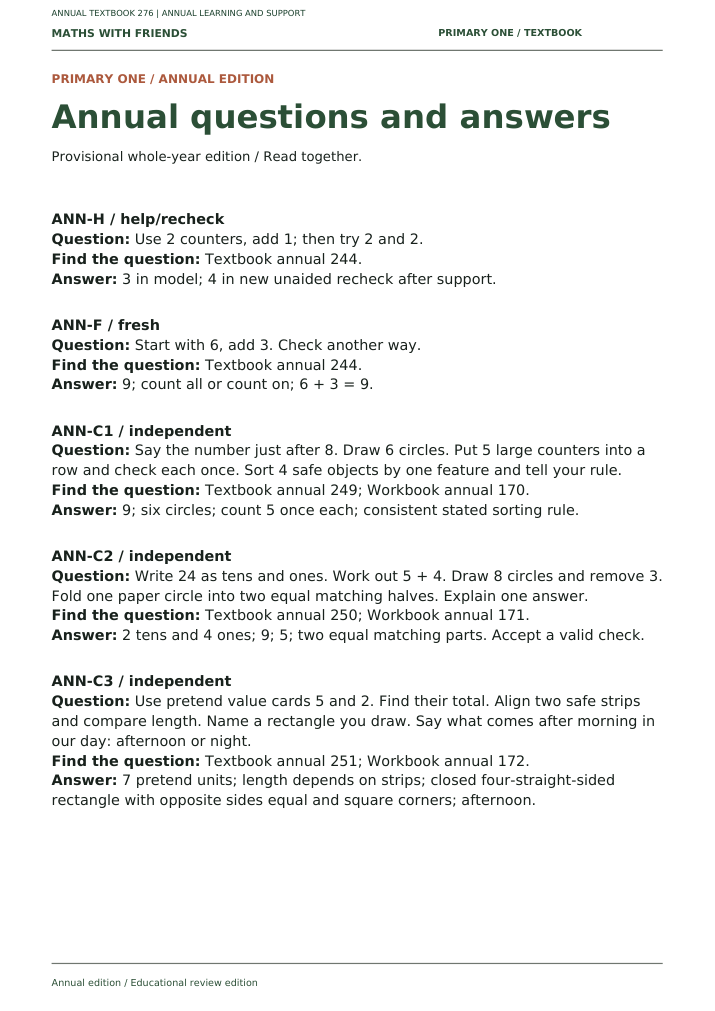 ANNUAL TEXTBOOK 276 | ANNUAL LEARNING AND SUPPORT
MATHS WITH FRIENDS
PRIMARY ONE / TEXTBOOK
PRIMARY ONE / ANNUAL EDITION
Annual questions and answers
Provisional whole-year edition / Read together.
ANN-H / help/recheck
Question: Use 2 counters, add 1; then try 2 and 2.
Find the question: Textbook annual 244.
Answer: 3 in model; 4 in new unaided recheck after support.
ANN-F / fresh
Question: Start with 6, add 3. Check another way.
Find the question: Textbook annual 244.
Answer: 9; count all or count on; 6 + 3 = 9.
ANN-C1 / independent
Question: Say the number just after 8. Draw 6 circles. Put 5 large counters into a
row and check each once. Sort 4 safe objects by one feature and tell your rule.
Find the question: Textbook annual 249; Workbook annual 170.
Answer: 9; six circles; count 5 once each; consistent stated sorting rule.
ANN-C2 / independent
Question: Write 24 as tens and ones. Work out 5 + 4. Draw 8 circles and remove 3.
Fold one paper circle into two equal matching halves. Explain one answer.
Find the question: Textbook annual 250; Workbook annual 171.
Answer: 2 tens and 4 ones; 9; 5; two equal matching parts. Accept a valid check.
ANN-C3 / independent
Question: Use pretend value cards 5 and 2. Find their total. Align two safe strips
and compare length. Name a rectangle you draw. Say what comes after morning in
our day: afternoon or night.
Find the question: Textbook annual 251; Workbook annual 172.
Answer: 7 pretend units; length depends on strips; closed four-straight-sided
rectangle with opposite sides equal and square corners; afternoon.
Annual edition / Educational review edition